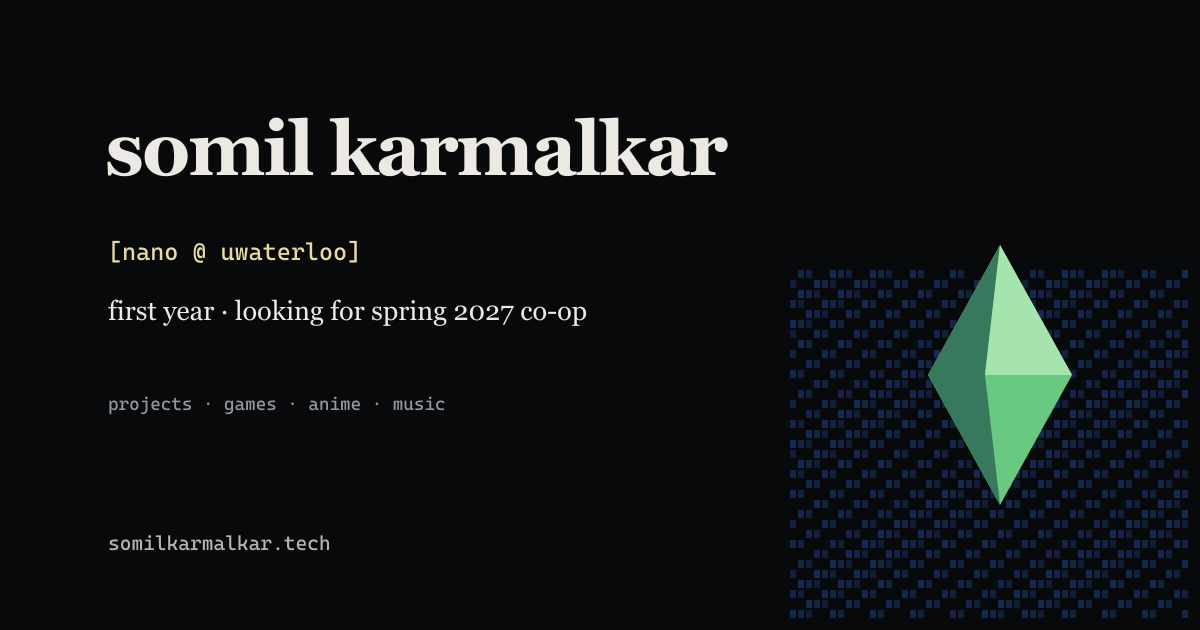 somil karmalkar
[nano @ uwaterloo]
first year · looking for spring 2027 co-op
projects · games · anime · music
somilkarmalkar.tech